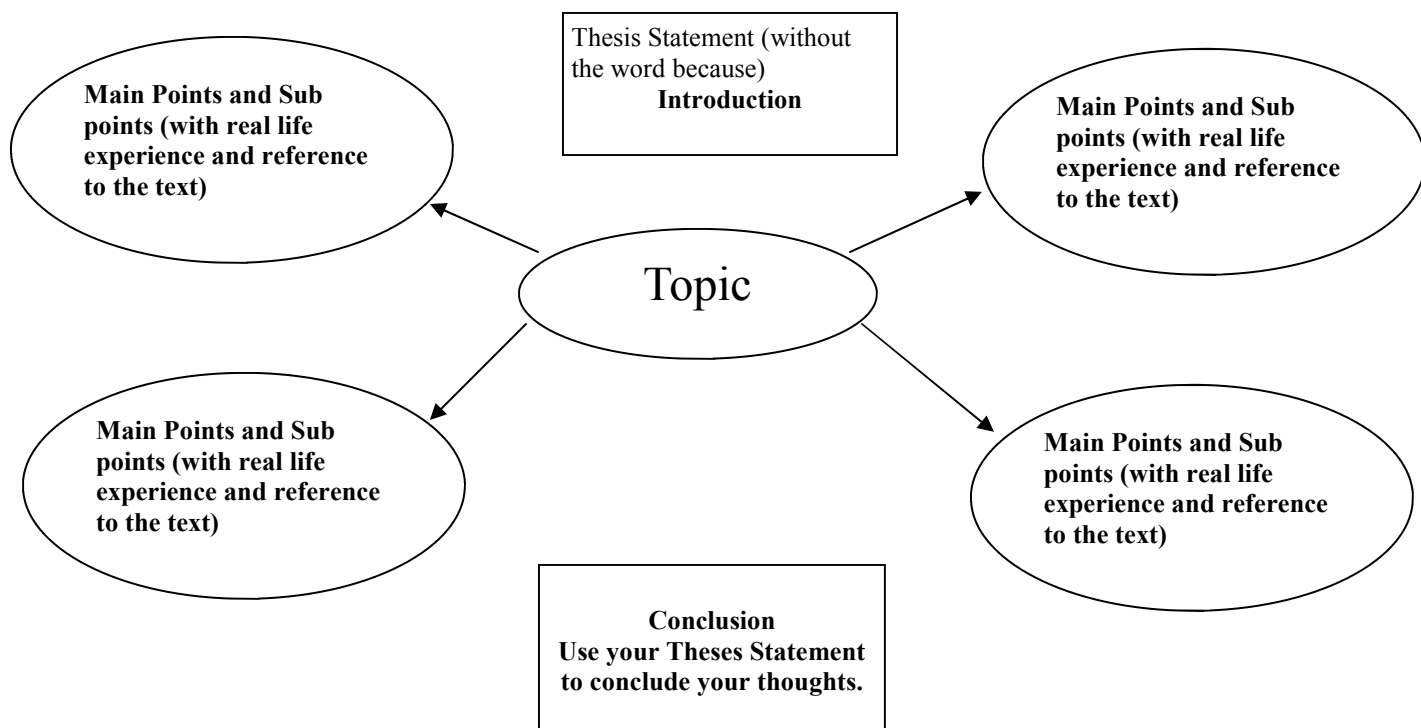 Thesis Statement (without
the word because)
Introduction
Main Points and Sub
points (with real life
experience and reference
to the text)
Main Points and Sub
points (with real life
experience and reference
to the text)
Topic
Main Points and Sub
points (with real life
experience and reference
to the text)
Main Points and Sub
points (with real life
experience and reference
to the text)
Conclusion
Use your Theses Statement
to conclude your thoughts.